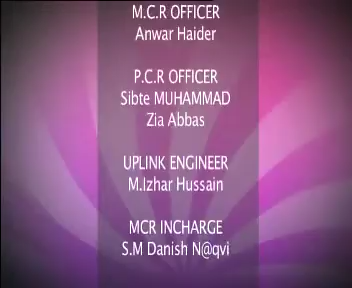 M.C.R OFFICER
Anwar Haider
P.C.R OFFICER
Sibte MUHAMMAD
Zia Abbas
UPLINK ENGINEER
M.Izhar Hussain
MCR INCHARGE
S.M Danish N@qvi